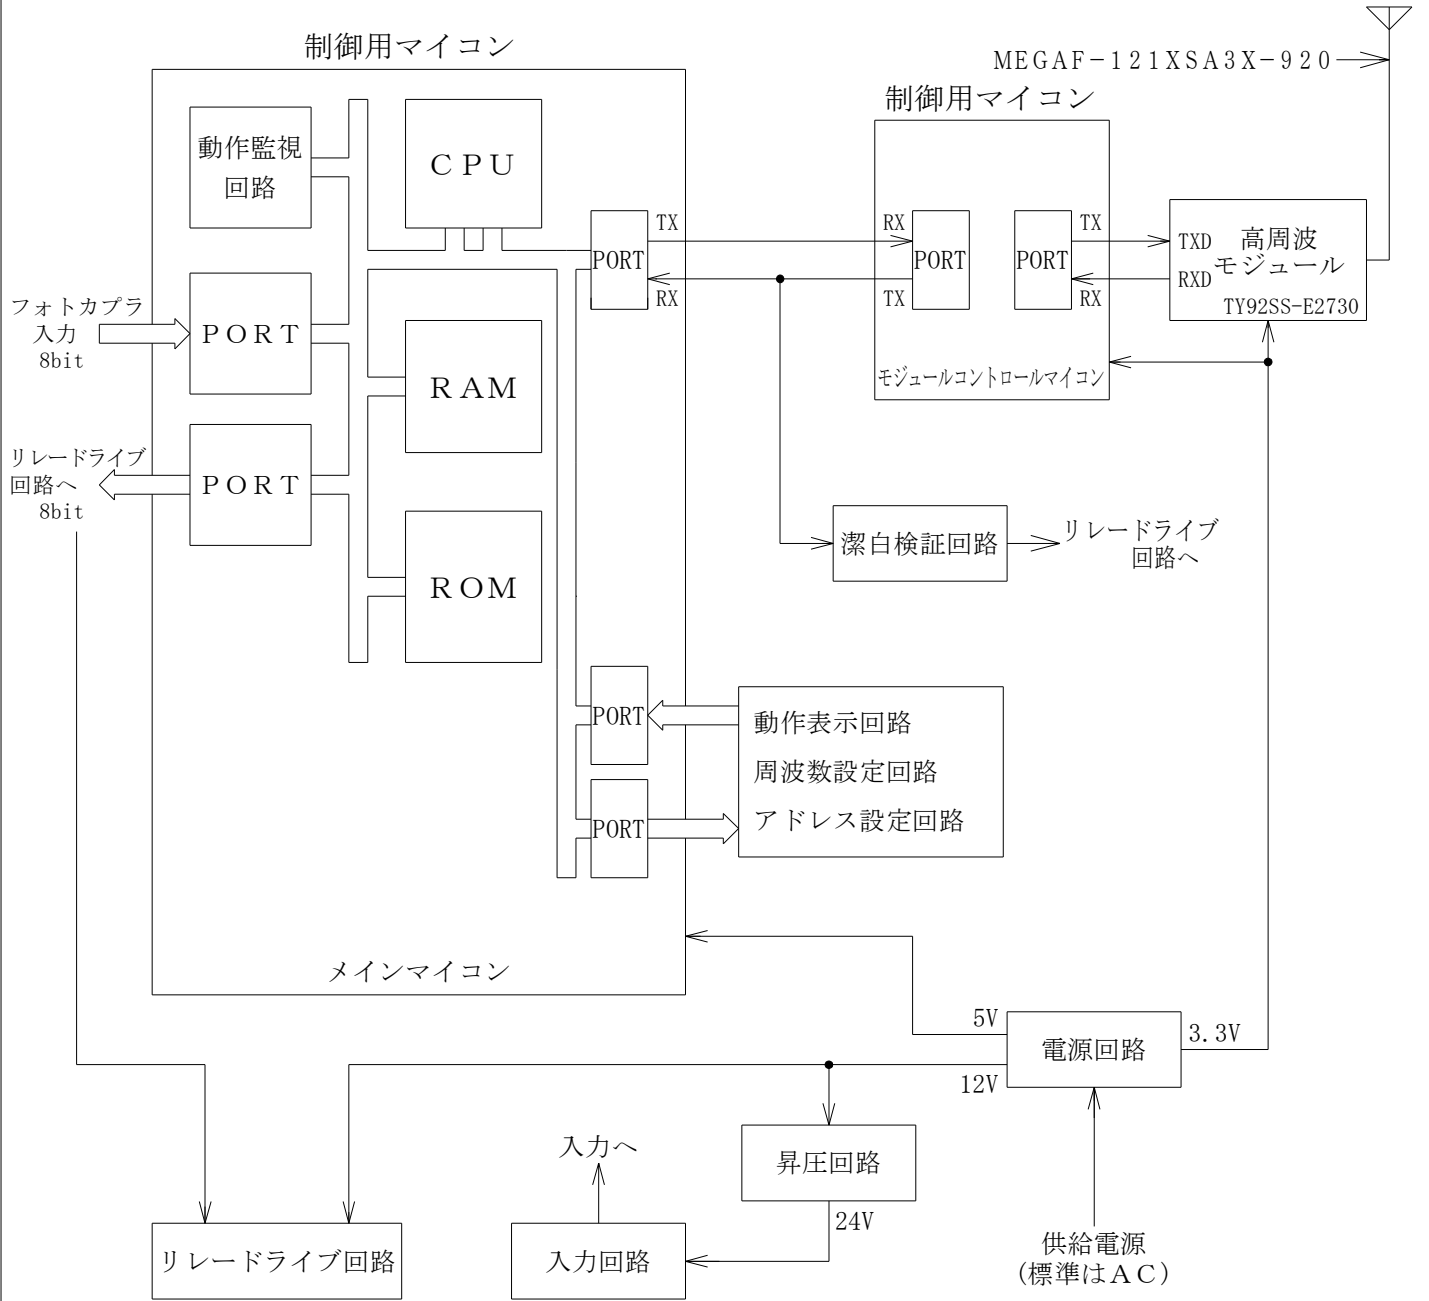 制御用マイコン
MEGAF-121XSA3X-920
制御用マイコン
動作監視
回路
CPU
PORT
TX
RX
RX
TX
PORT
PORT
TX
RX
TXD
RXD
高周波
モジュール
TY92SS-E2730
フォトカプラ
入力
8bit
PORT
RAM
モジュールコントロールマイコン
リレードライブ
回路へ
8bit
PORT
ROM
潔白検証回路
リレードライブ
回路へ
PORT
PORT
動作表示回路
周波数設定回路
アドレス設定回路
メインマイコン
5V
12V
電源回路
3.3V
入力へ
昇圧回路
24V
リレードライブ回路
入力回路
供給電源
(標準はAC)